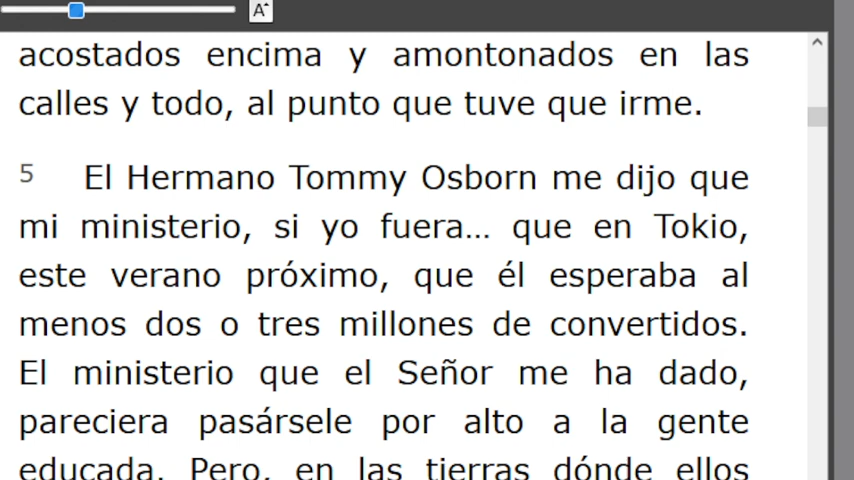 A
acostados encima y amontonados en las
calles y todo, al punto que tuve que irme.
5 El Hermano Tommy Osborn me dijo que
mi ministerio, si yo fuera... que en Tokio,
este verano próximo, que él esperaba al
menos dos o tres millones de convertidos.
El ministerio que el Señor me ha dado,
pareciera pasársele por alto a la gente
educada. Pero, en las tierras dónde ellos